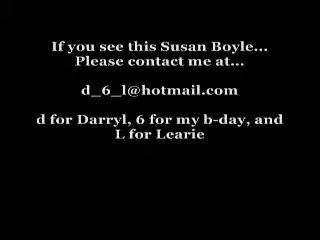 If you see this Susan Boyle...
Please contact me at...
d_6_l@hotmail.com
d for Darryl, 6 for my b-day, and
L for Learie